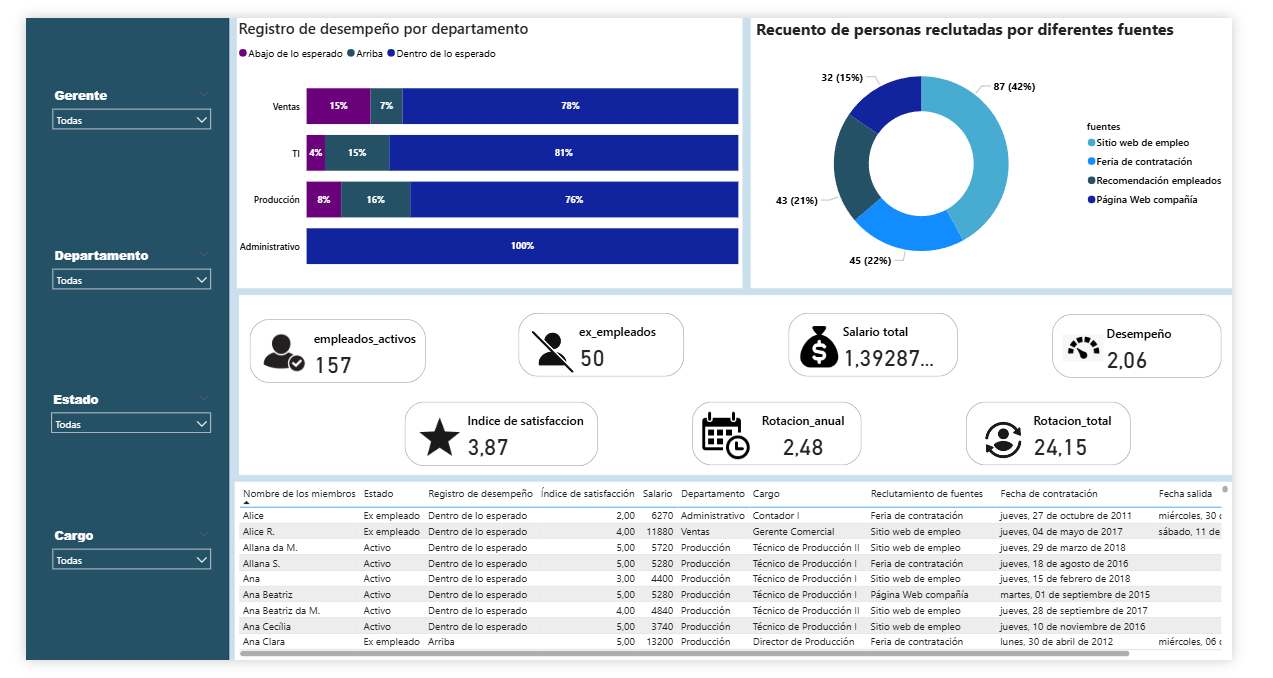 Gerente
Todas
Departamento
Todas
Estado
Todas
Cargo
Todas
Registro de desempeño por departamento
Abajo de lo esperado Arriba Dentro de lo esperado
Ventas 15% 7% 78%
TI 4% 15% 81%
Producción 8% 16% 76%
Administrativo 100%
Recuento de personas reclutadas por diferentes fuentes
32 (15%)
87 (42%)
43 (21%)
45 (22%)
fuentes
Sitio web de empleo
Feria de contratación
Recomendación empleados
Página Web compañía
empleados_activos
157
ex_empleados
50
Salario total
1,39287...
Desempeño
2,06
Indice de satisfaccion
3,87
Rotacion_anual
2,48
Rotacion_total
24,15
Nombre de los miembros Estado Registro de desempeño Índice de satisfacción Salario Departamento Cargo Reclutamiento de fuentes Fecha de contratación Fecha salida
Alice Ex empleado Dentro de lo esperado 2,00 6270 Administrativo Contador I Feria de contratación jueves, 27 de octubre de 2011 miércoles, 30 c
Alice R. Ex empleado Dentro de lo esperado 4,00 11880 Ventas Gerente Comercial Sitio web de empleo jueves, 04 de mayo de 2017 sábado, 11 de
Allana da M. Activo Dentro de lo esperado 5,00 5720 Producción Técnico de Producción II Sitio web de empleo jueves, 29 de marzo de 2018
Allana S. Activo Dentro de lo esperado 5,00 5280 Producción Técnico de Producción I Feria de contratación jueves, 18 de agosto de 2016
Ana Activo Dentro de lo esperado 3,00 4400 Producción Técnico de Producción I Sitio web de empleo jueves, 15 de febrero de 2018
Ana Beatriz Activo Dentro de lo esperado 5,00 5280 Producción Técnico de Producción I Página Web compañía martes, 01 de septiembre de 2015
Ana Beatriz da M. Activo Dentro de lo esperado 4,00 4840 Producción Técnico de Producción II Sitio web de empleo jueves, 28 de septiembre de 2017
Ana Cecília Activo Dentro de lo esperado 5,00 3740 Producción Técnico de Producción I Sitio web de empleo jueves, 10 de noviembre de 2016
Ana Clara Ex empleado Arriba 5,00 13200 Producción Director de Producción Feria de contratación lunes, 30 de abril de 2012 miércoles, 06 c